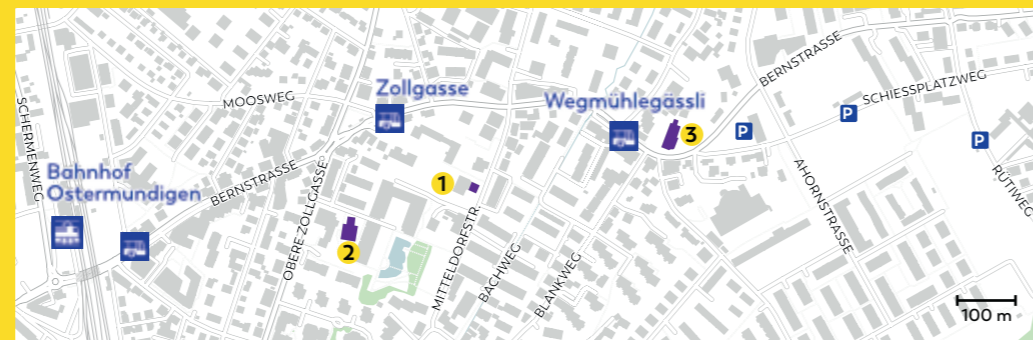 Zollgasse
Wegmühlegässli
BERNSTRASSE
SCHIESSPLATZWEG
MOOSWEG
SCHERMENWEG
P
P
P
3
1
2
Bahnhof
Ostermundigen
BERNSTRASSE
OBERE ZOLLGASSE
MITTELDORFSTR.
BACHWEG
BLANKWEG
AHORNSTRASSE
RÜTIWEG
100 m